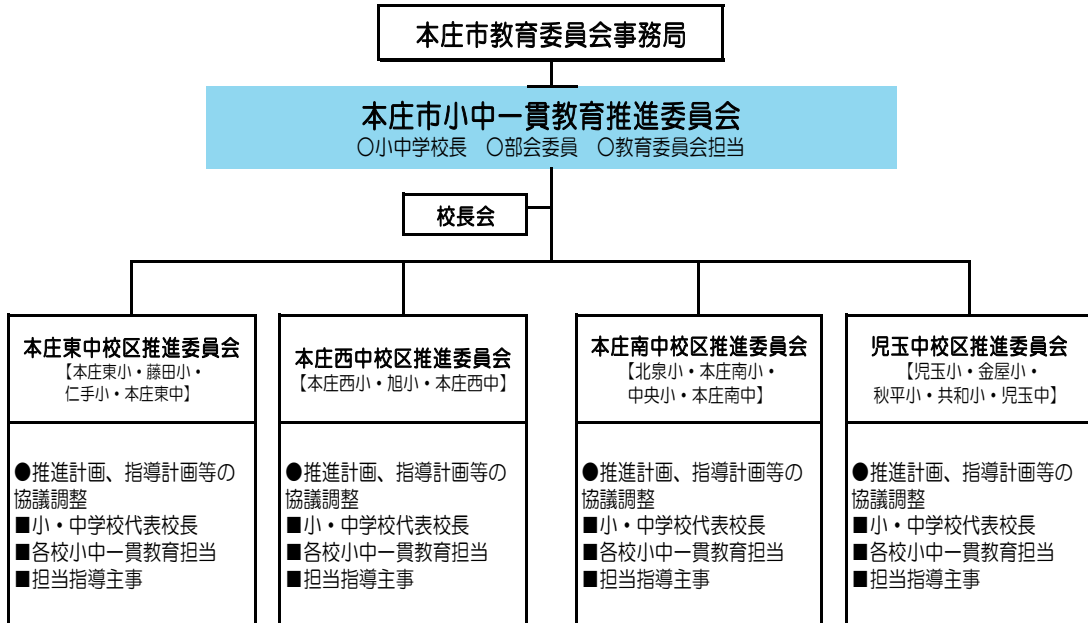 本庄市教育委員会事務局
本庄市小中一貫教育推進委員会
○小中学校長　○部会委員　○教育委員会担当
校長会
本庄東中校区推進委員会
【本庄東小・藤田小・
仁手小・本庄東中】
●推進計画、指導計画等の
協議調整
■小・中学校代表校長
■各校小中一貫教育担当
■担当指導主事
本庄西中校区推進委員会
【本庄西小・旭小・本庄西中】
●推進計画、指導計画等の
協議調整
■小・中学校代表校長
■各校小中一貫教育担当
■担当指導主事
本庄南中校区推進委員会
【北泉小・本庄南小・
中央小・本庄南中】
●推進計画、指導計画等の
協議調整
■小・中学校代表校長
■各校小中一貫教育担当
■担当指導主事
児玉中校区推進委員会
【児玉小・金屋小・
秋平小・共和小・児玉中】
●推進計画、指導計画等の
協議調整
■小・中学校代表校長
■各校小中一貫教育担当
■担当指導主事